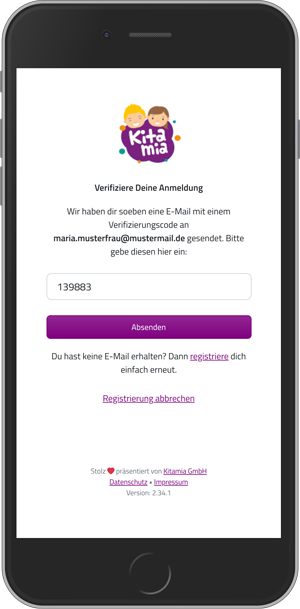 Kita
mia
Verifiziere Deine Anmeldung
Wir haben dir soeben eine E-Mail mit einem
Verifizierungscode an
maria.musterfrau@mustermail.de gesendet. Bitte
gebe diesen hier ein:
139883
Absenden
Du hast keine E-Mail erhalten? Dann registriere dich
einfach erneut.
Registrierung abbrechen
Stolz ❤️ präsentiert von Kitamia GmbH
Datenschutz • Impressum
Version: 2.34.1